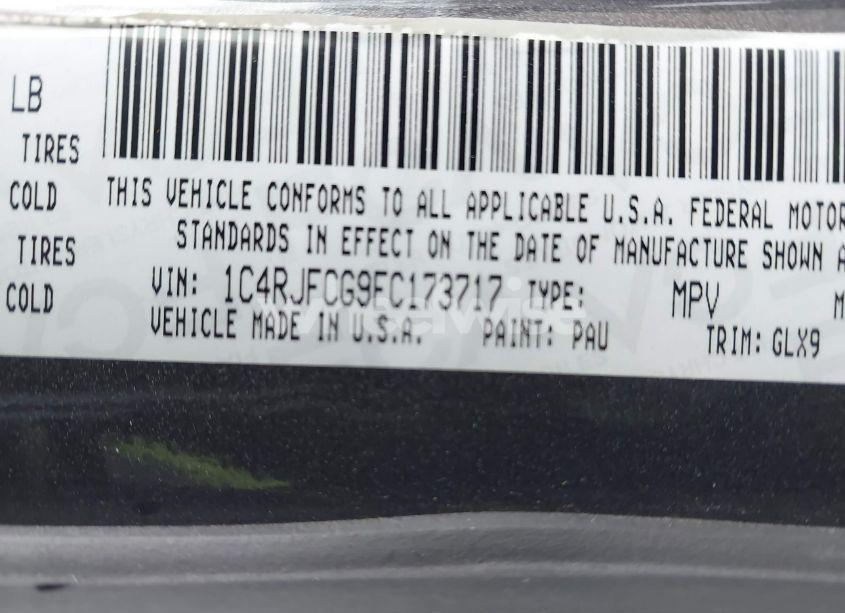 LB
TIRES
COLD THIS VEHICLE CONFORMS TO ALL APPLICABLE U.S.A. FEDERAL MOTOR
TIRES STANDARDS IN EFFECT ON THE DATE OF MANUFACTURE SHOWN A
COLD VIN: 1C4RJFCG9FC173717 TYPE: MPV M
VEHICLE MADE IN U.S.A. PAINT: PAU TRIM: GLX9